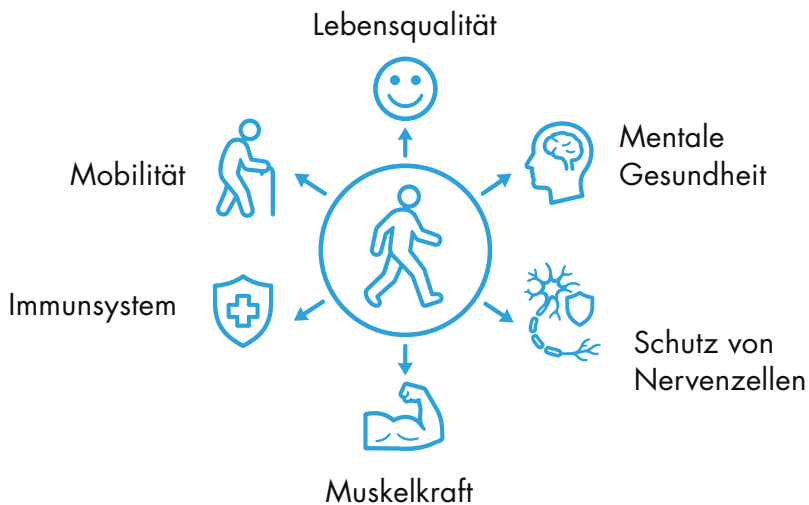 Lebensqualität
Mentale
Gesundheit
Mobilität
Immunsystem
Schutz von
Nervenzellen
Muskelkraft